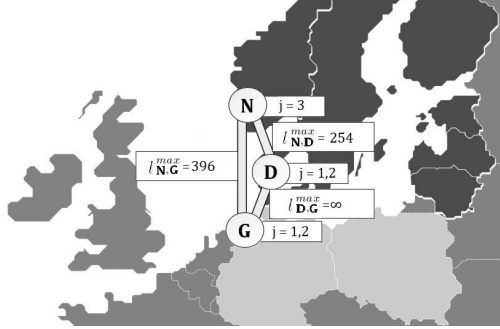 N
j = 3
l max N,D = 254
l max N,G = 396
D
j = 1,2
l max D,G = ∞
G
j = 1,2